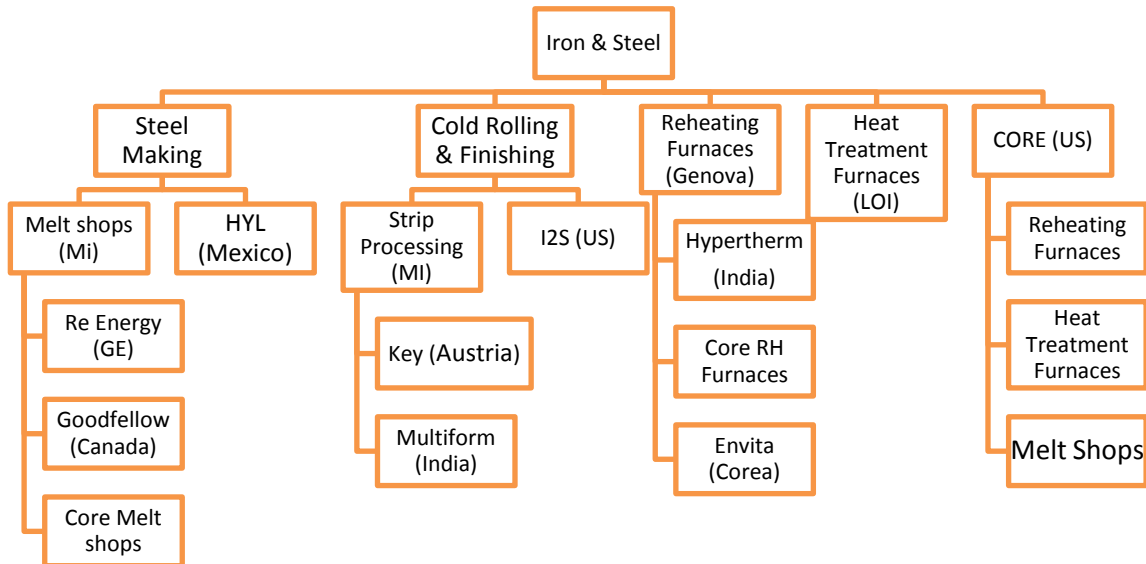 Iron & Steel
Steel
Making
Cold Rolling
& Finishing
Reheating
Furnaces
(Genova)
Heat
Treatment
Furnaces
(LOI)
CORE (US)
Melt shops
(Mi)
HYL
(Mexico)
Strip
Processing
(MI)
I2S (US)
Hypertherm
(India)
Reheating
Furnaces
Re Energy
(GE)
Key (Austria)
Core RH
Furnaces
Heat
Treatment
Furnaces
Goodfellow
(Canada)
Multiform
(India)
Envita
(Corea)
Melt Shops
Core Melt
shops